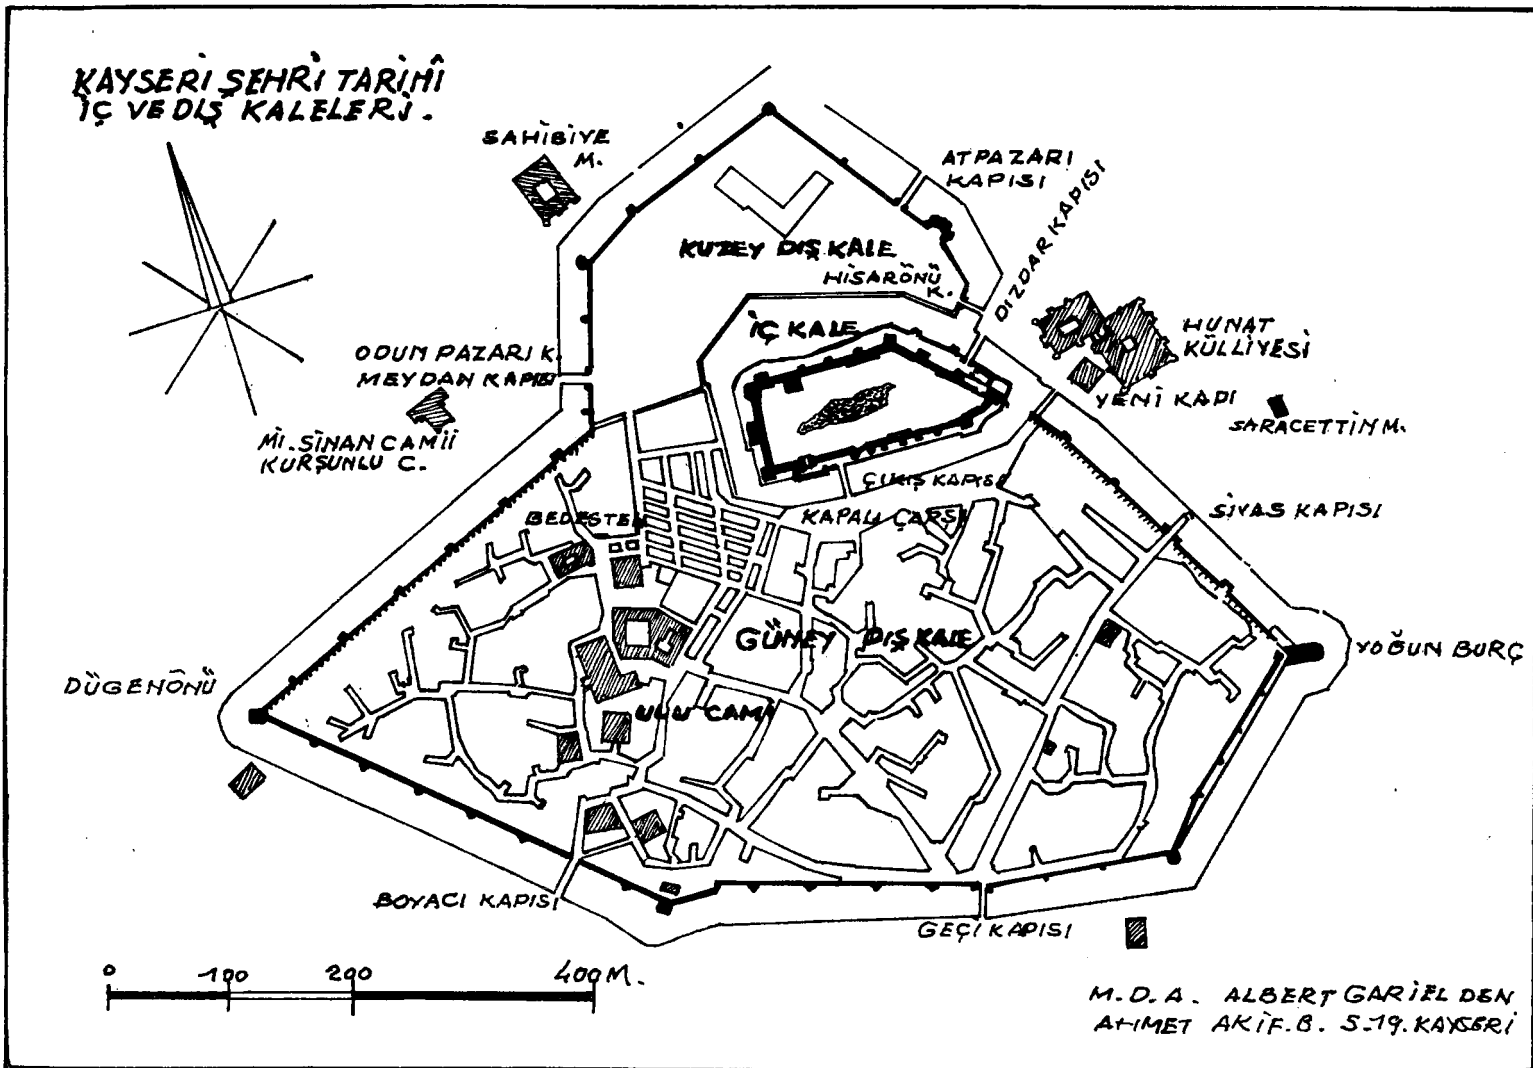 KAYSERİ ŞEHRİ TARİHÎ
İÇ VE DIŞ KALELERİ.
SAHİBİYE
M.
ATPAZARI
KAPISI
DIZDAR KAPISI
KUZEY DIŞ KALE
HİSARÖNÜ
K.
İÇ KALE
HUNAT
KÜLLİYESİ
ODUN PAZARI K.
MEYDAN KAPISI
YENİ KAPI
SARACETTİN M.
Mİ. SİNAN CAMİİ
KURŞUNLU C.
ÇIKIŞ KAPISI
SİVAS KAPISI
BEDESTEN
KAPALI ÇARŞI
GÜNEY DIŞ KALE
YOĞUN BURÇ
DÜGENÖNÜ
ULU CAMİ
BOYACI KAPISI
GEÇİ KAPISI
0 100 200 400 M.
M.D.A. ALBERT GARİEL DEN
AHMET AKİF.B. S-19. KAYSERİ